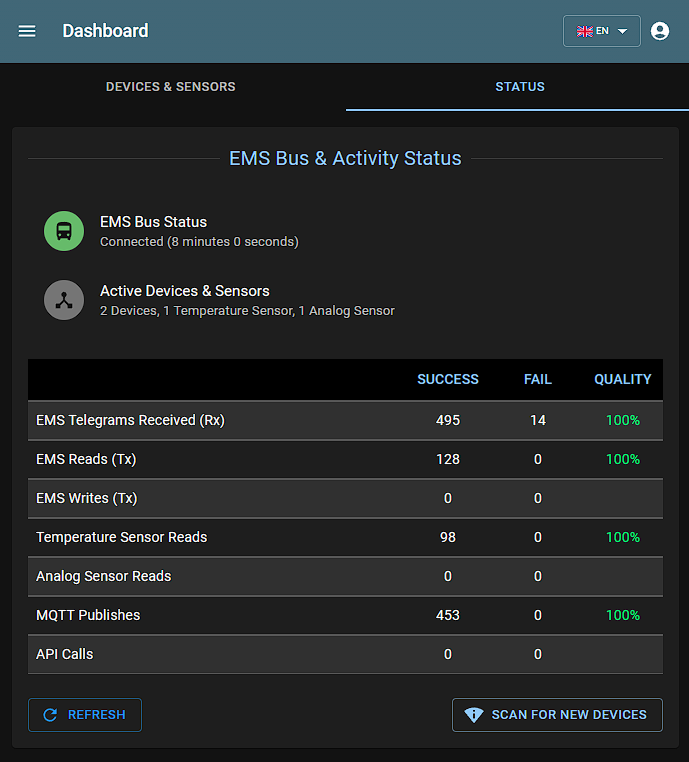 Dashboard
EN
DEVICES & SENSORS
STATUS
EMS Bus & Activity Status
EMS Bus Status
Connected (8 minutes 0 seconds)
Active Devices & Sensors
2 Devices, 1 Temperature Sensor, 1 Analog Sensor
SUCCESS FAIL QUALITY
EMS Telegrams Received (Rx) 495 14 100%
EMS Reads (Tx) 128 0 100%
EMS Writes (Tx) 0 0
Temperature Sensor Reads 98 0 100%
Analog Sensor Reads 0 0
MQTT Publishes 453 0 100%
API Calls 0 0
REFRESH
SCAN FOR NEW DEVICES